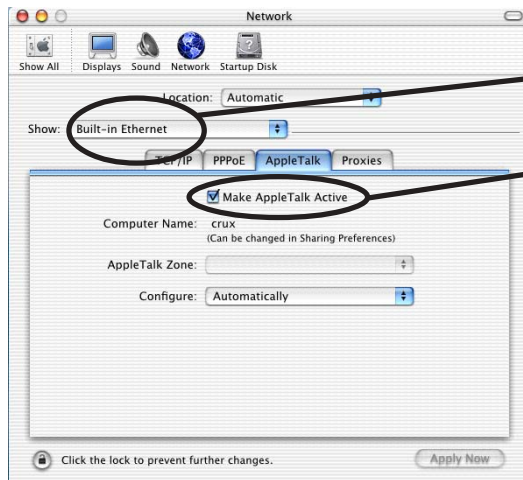 Network
Show All Displays Sound Network Startup Disk
Location: Automatic
Show: Built-in Ethernet
TCP/IP PPPoE AppleTalk Proxies
Make AppleTalk Active
Computer Name: crux
(Can be changed in Sharing Preferences)
AppleTalk Zone:
Configure: Automatically
Click the lock to prevent further changes. Apply Now